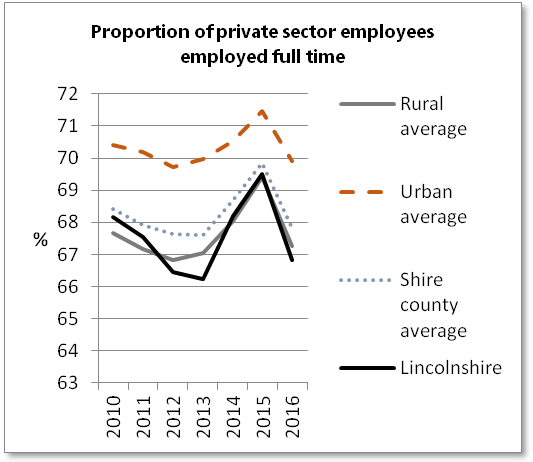 Proportion of private sector employees
employed full time
72
71
70
69
68
67
66
65
64
63
%
2010
2011
2012
2013
2014
2015
2016
Rural
average
Urban
average
Shire
county
average
Lincolnshire